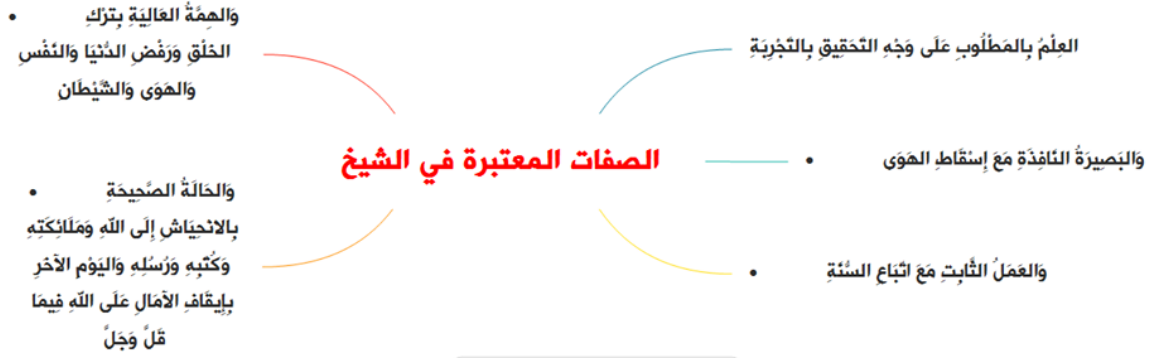 الصفات المعتبرة في الشيخ
العِلْمُ بِالمَطْلُوبِ عَلَى وَجْهِ التَحَقِيقِ بِالتَجْرِبَةِ
• وَالبَصِيرَةُ النَافِذَةِ مَعَ إِسْقَاطِ الهَوَى
• وَالعَمَلُ الثَّابِتِ مَعَ اتّبَاعِ السُنَّةِ
• وَالهِمَّةُ العَالِيَةِ بِتَرْكِ
الخَلْقِ وَرَفْضِ الدُّنْيَا وَالنَفْسِ
وَالهَوَى وَالشَّيْطَانِ
• وَالحَالَةُ الصَّحِيحَةِ
بِالانْحِيَاشِ إِلَى اللّهِ وَمَلَائِكَتِهِ
وَكُتُبِهِ وَرُسُلِهِ وَاليَوْمِ الآخَرِ
بِإِيقَافِ الآمَالِ عَلَى اللّهِ فِيمَا
قَلَّ وَجَلَّ